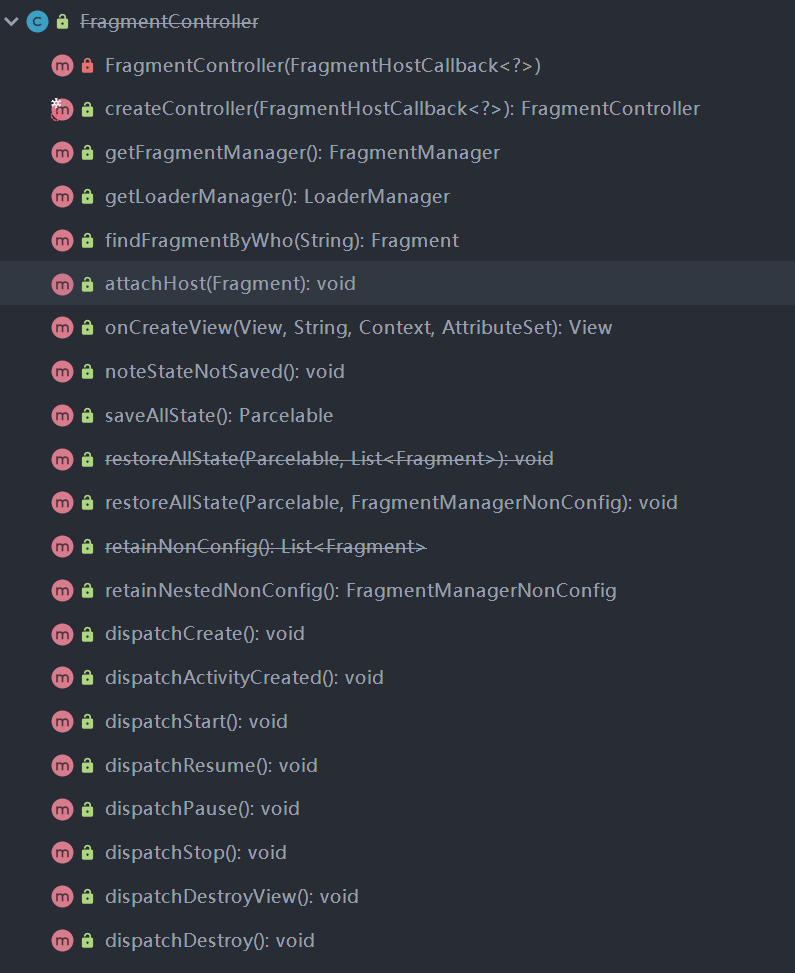 FragmentController
FragmentController(FragmentHostCallback<?>)
createController(FragmentHostCallback<?>): FragmentController
getFragmentManager(): FragmentManager
getLoaderManager(): LoaderManager
findFragmentByWho(String): Fragment
attachHost(Fragment): void
onCreateView(View, String, Context, AttributeSet): View
noteStateNotSaved(): void
saveAllState(): Parcelable
restoreAllState(Parcelable, List<Fragment>): void
restoreAllState(Parcelable, FragmentManagerNonConfig): void
retainNonConfig(): List<Fragment>
retainNestedNonConfig(): FragmentManagerNonConfig
dispatchCreate(): void
dispatchActivityCreated(): void
dispatchStart(): void
dispatchResume(): void
dispatchPause(): void
dispatchStop(): void
dispatchDestroyView(): void
dispatchDestroy(): void